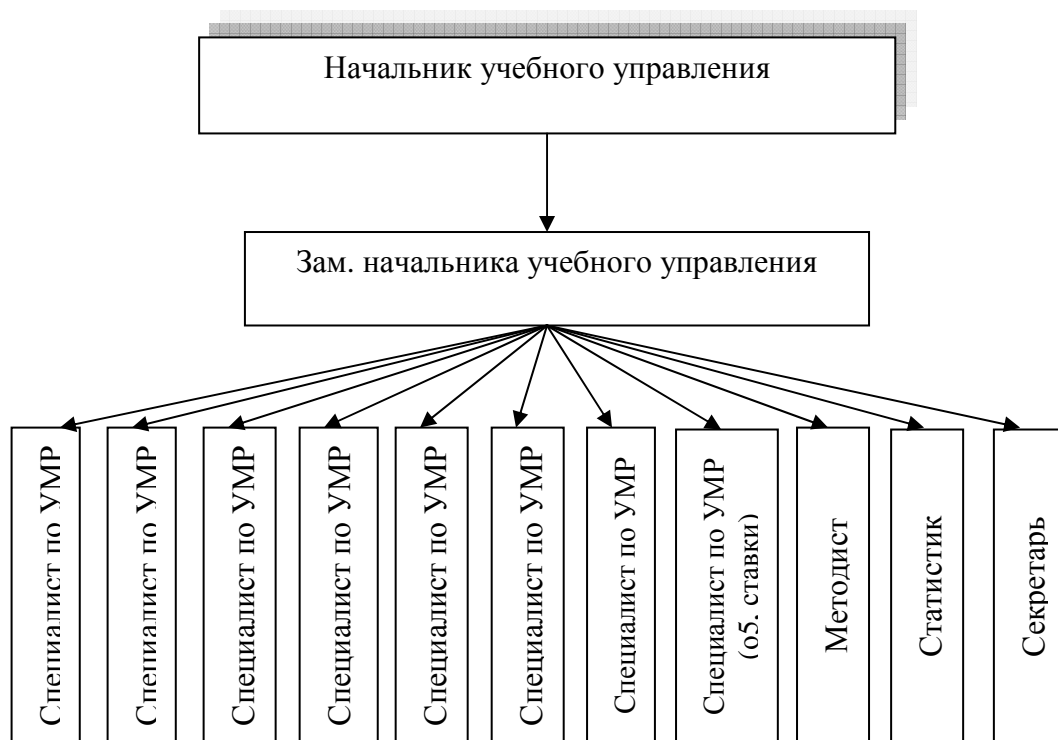 Начальник учебного управления
Зам. начальника учебного управления
Специалист по УМР
Специалист по УМР
Специалист по УМР
Специалист по УМР
Специалист по УМР
Специалист по УМР
Специалист по УМР
Специалист по УМР
(о5. ставки)
Методист
Статистик
Секретарь